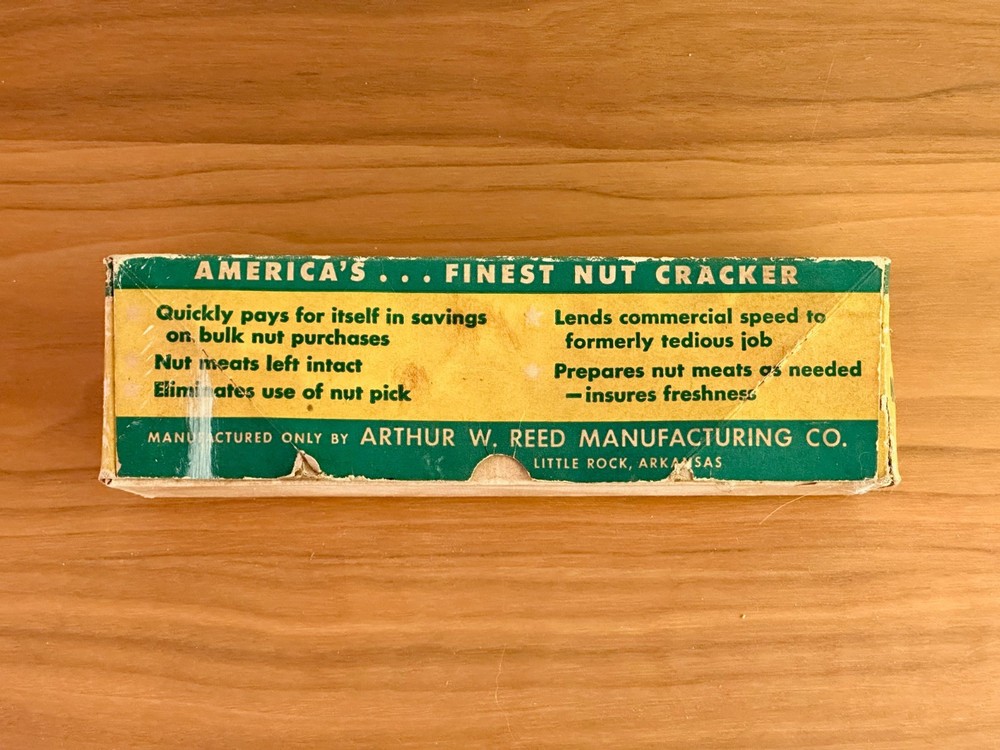 AMERICA'S . . . FINEST NUT CRACKER
Quickly pays for itself in savings
on bulk nut purchases
Nut meats left intact
Eliminates use of nut pick
Lends commercial speed to
formerly tedious job
Prepares nut meats as needed
—insures freshness
MANUFACTURED ONLY BY ARTHUR W. REED MANUFACTURING CO.
LITTLE ROCK, ARKANSAS